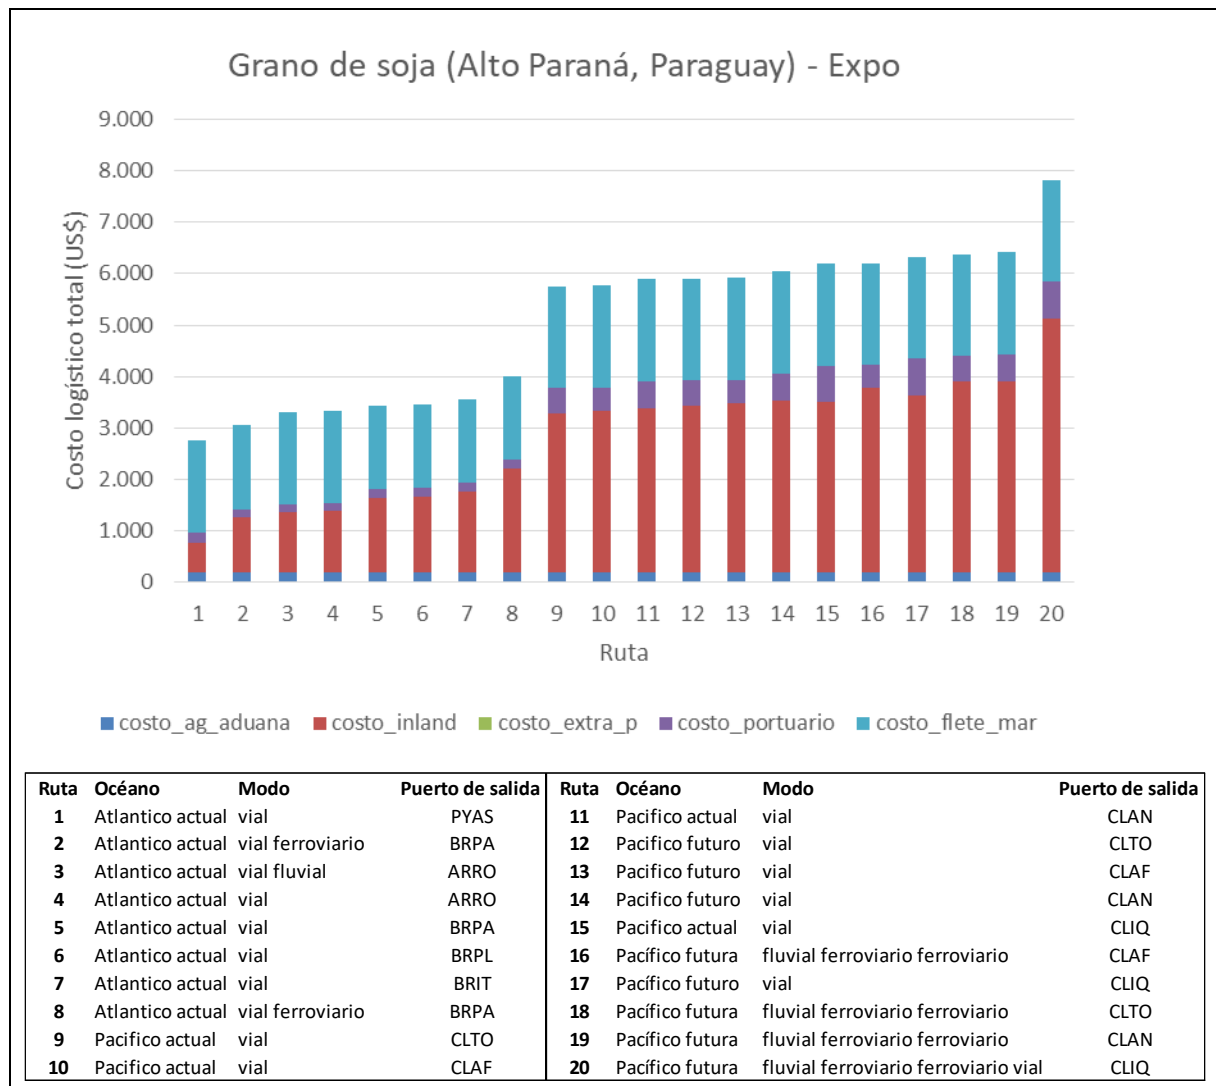 Grano de soja (Alto Paraná, Paraguay) - Expo
Costo logístico total (US$)
9.000
8.000
7.000
6.000
5.000
4.000
3.000
2.000
1.000
0
1 2 3 4 5 6 7 8 9 10 11 12 13 14 15 16 17 18 19 20
Ruta
costo_ag_aduana costo_inland costo_extra_p costo_portuario costo_flete_mar
Ruta Océano Modo Puerto de salida Ruta Océano Modo Puerto de salida
1 Atlantico actual vial PYAS 11 Pacifico actual vial CLAN
2 Atlantico actual vial ferroviario BRPA 12 Pacifico futuro vial CLTO
3 Atlantico actual vial fluvial ARRO 13 Pacifico futuro vial CLAF
4 Atlantico actual vial ARRO 14 Pacifico futuro vial CLAN
5 Atlantico actual vial BRPA 15 Pacifico actual vial CLIQ
6 Atlantico actual vial BRPL 16 Pacífico futura fluvial ferroviario ferroviario CLAF
7 Atlantico actual vial BRIT 17 Pacífico futuro vial CLIQ
8 Atlantico actual vial ferroviario BRPA 18 Pacífico futura fluvial ferroviario ferroviario CLTO
9 Pacifico actual vial CLTO 19 Pacífico futura fluvial ferroviario ferroviario CLAN
10 Pacifico actual vial CLAF 20 Pacífico futura fluvial ferroviario ferroviario vial CLIQ